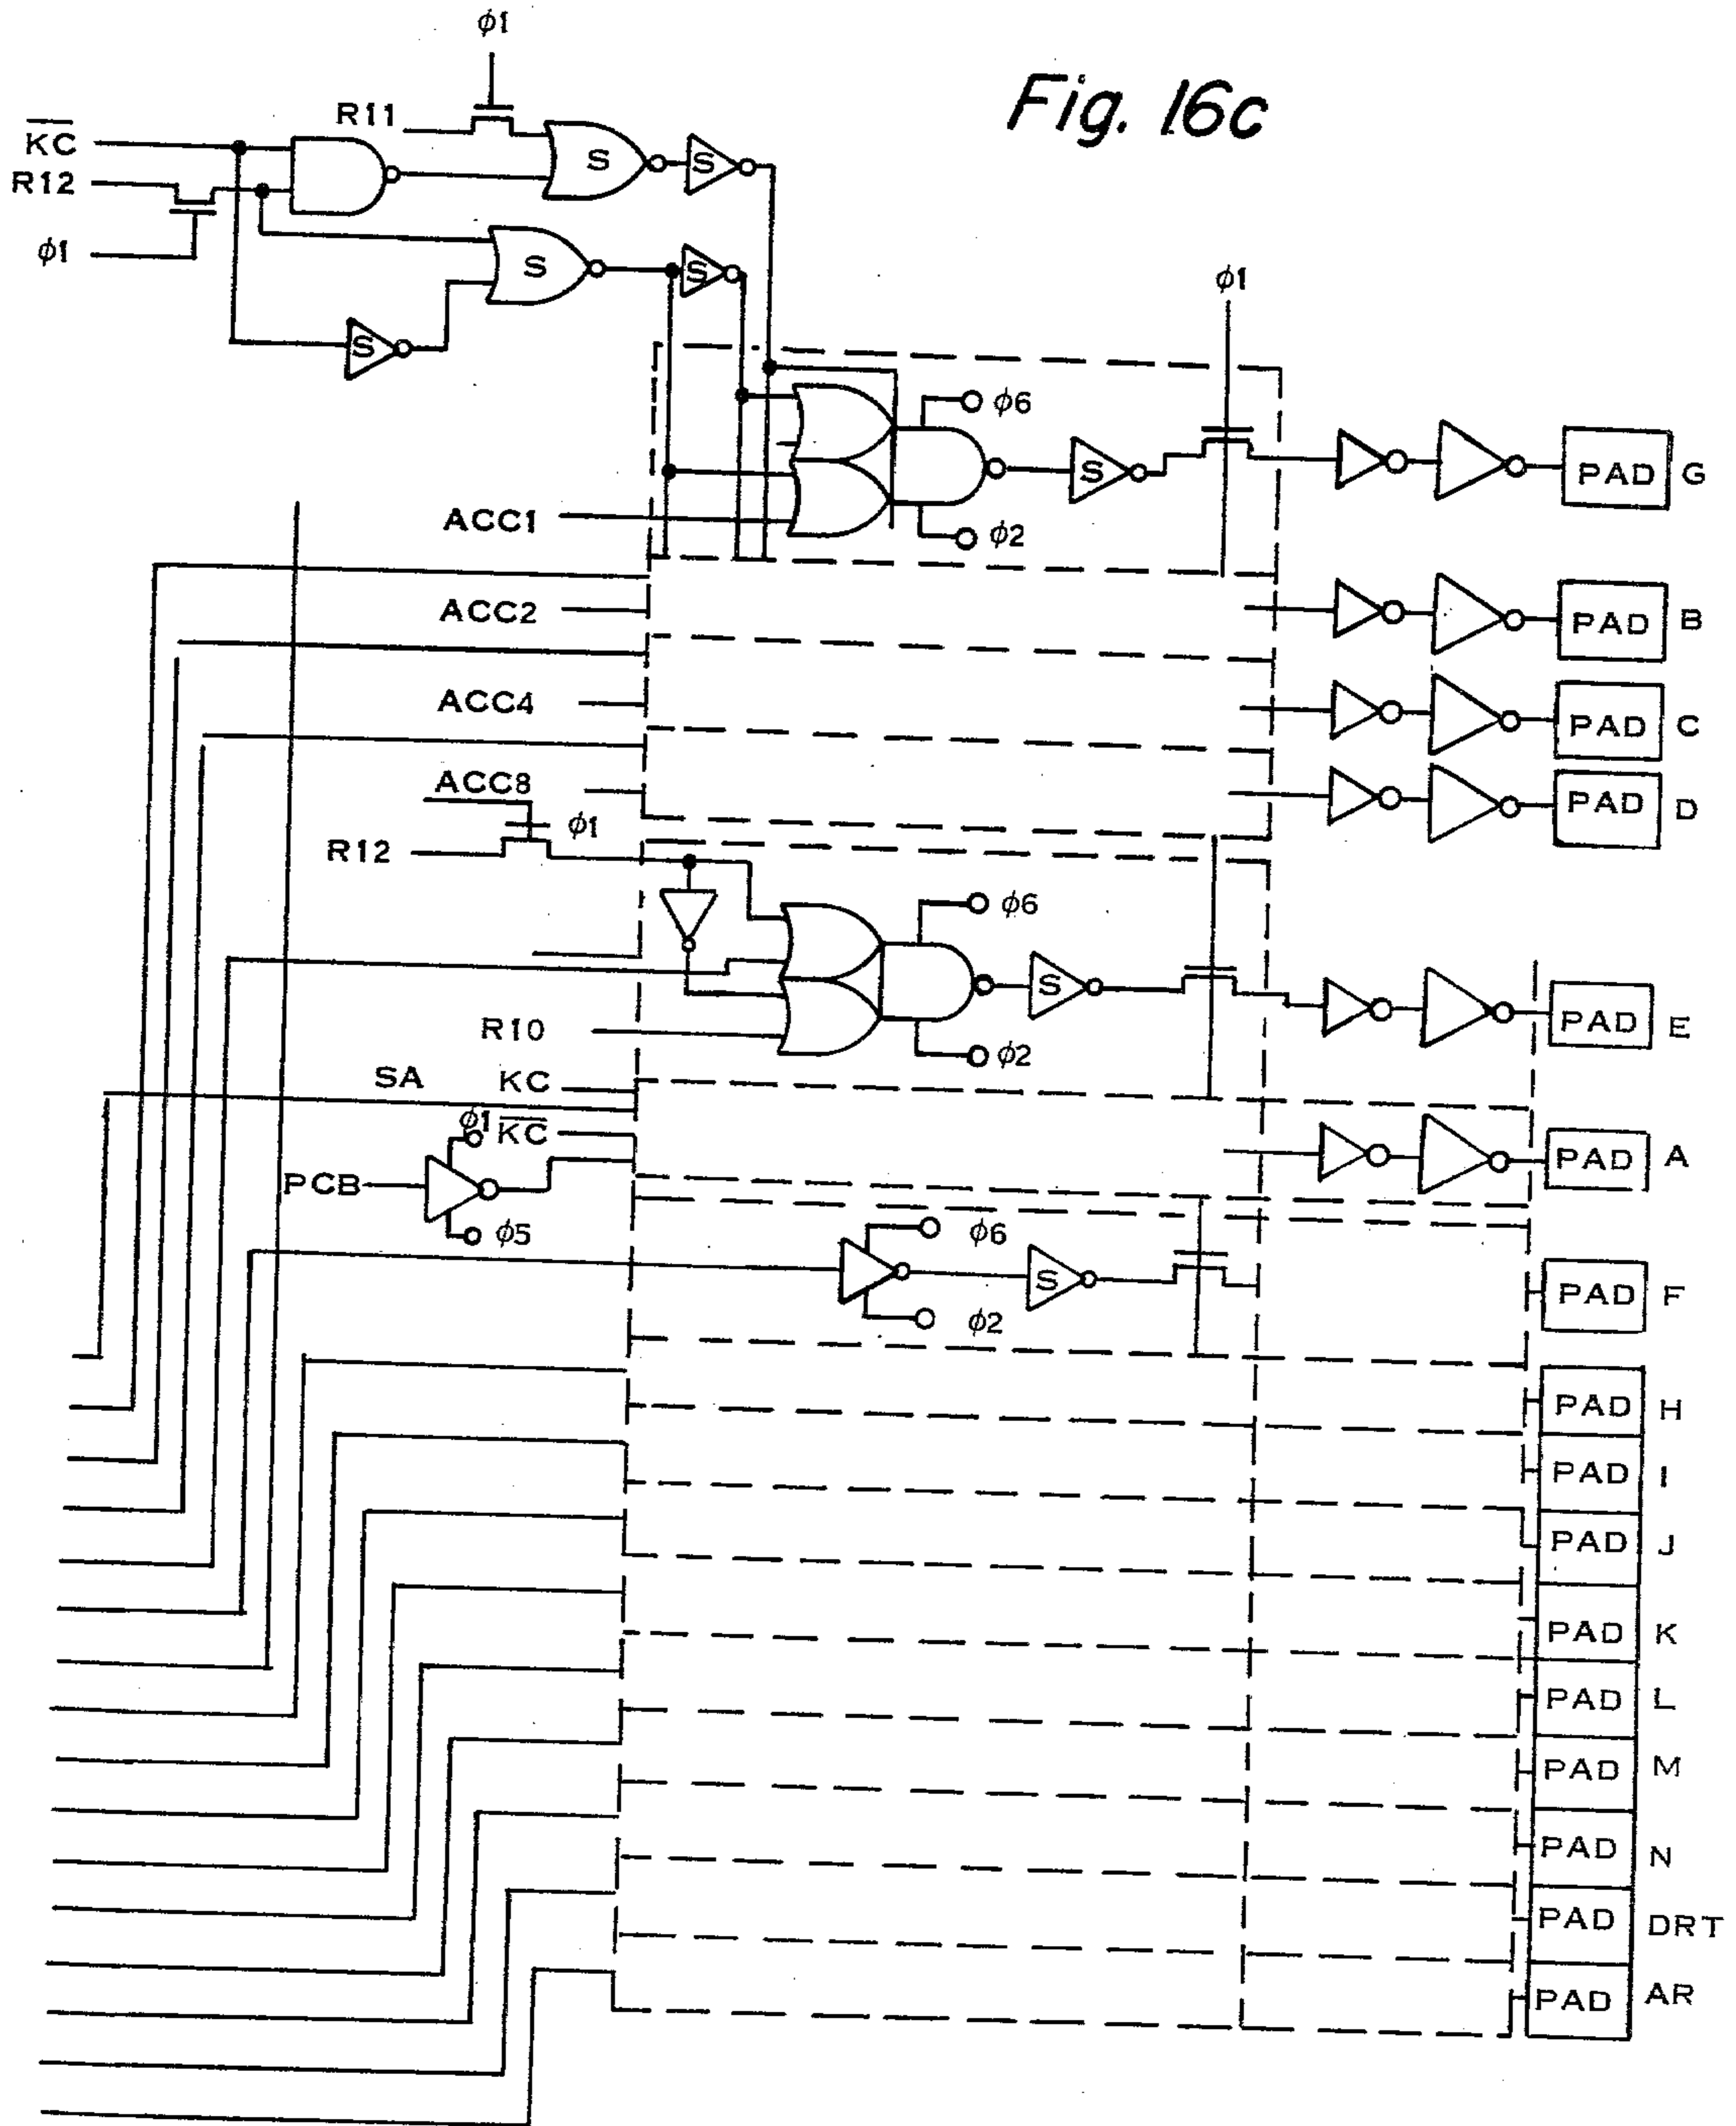 Fig. 16c
φ1
R11
K̅C̅
R12
φ1
S
S
S
S
S
φ1
φ6
S
PAD G
ACC1
φ2
ACC2
PAD B
ACC4
PAD C
ACC8
PAD D
φ1
R12
φ6
S
PAD E
R10
φ2
SA
KC
φ1
K̅C̅
PAD A
PCB
φ5
φ6
S
PAD F
φ2
PAD H
PAD I
PAD J
PAD K
PAD L
PAD M
PAD N
PAD DRT
PAD AR